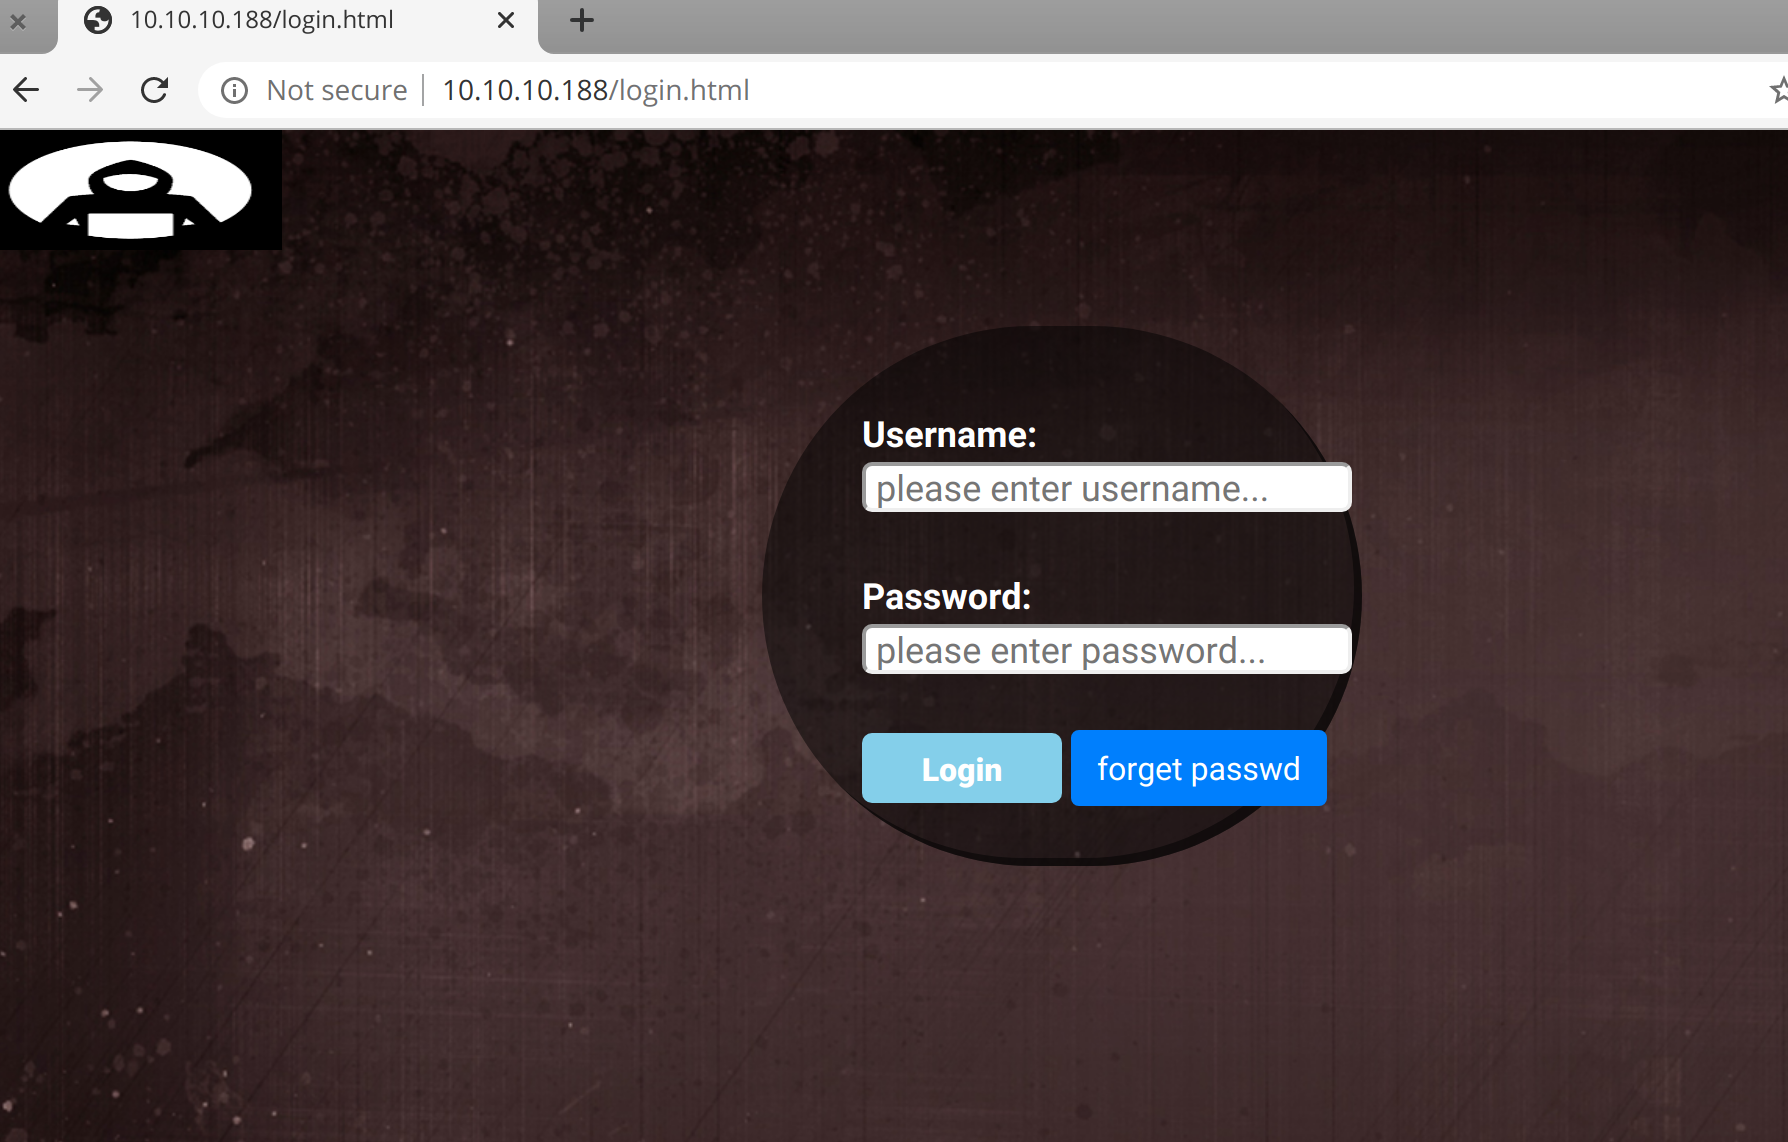 10.10.10.188/login.html
Not secure 10.10.10.188/login.html
Username:
please enter username...
Password:
please enter password...
Login forget passwd